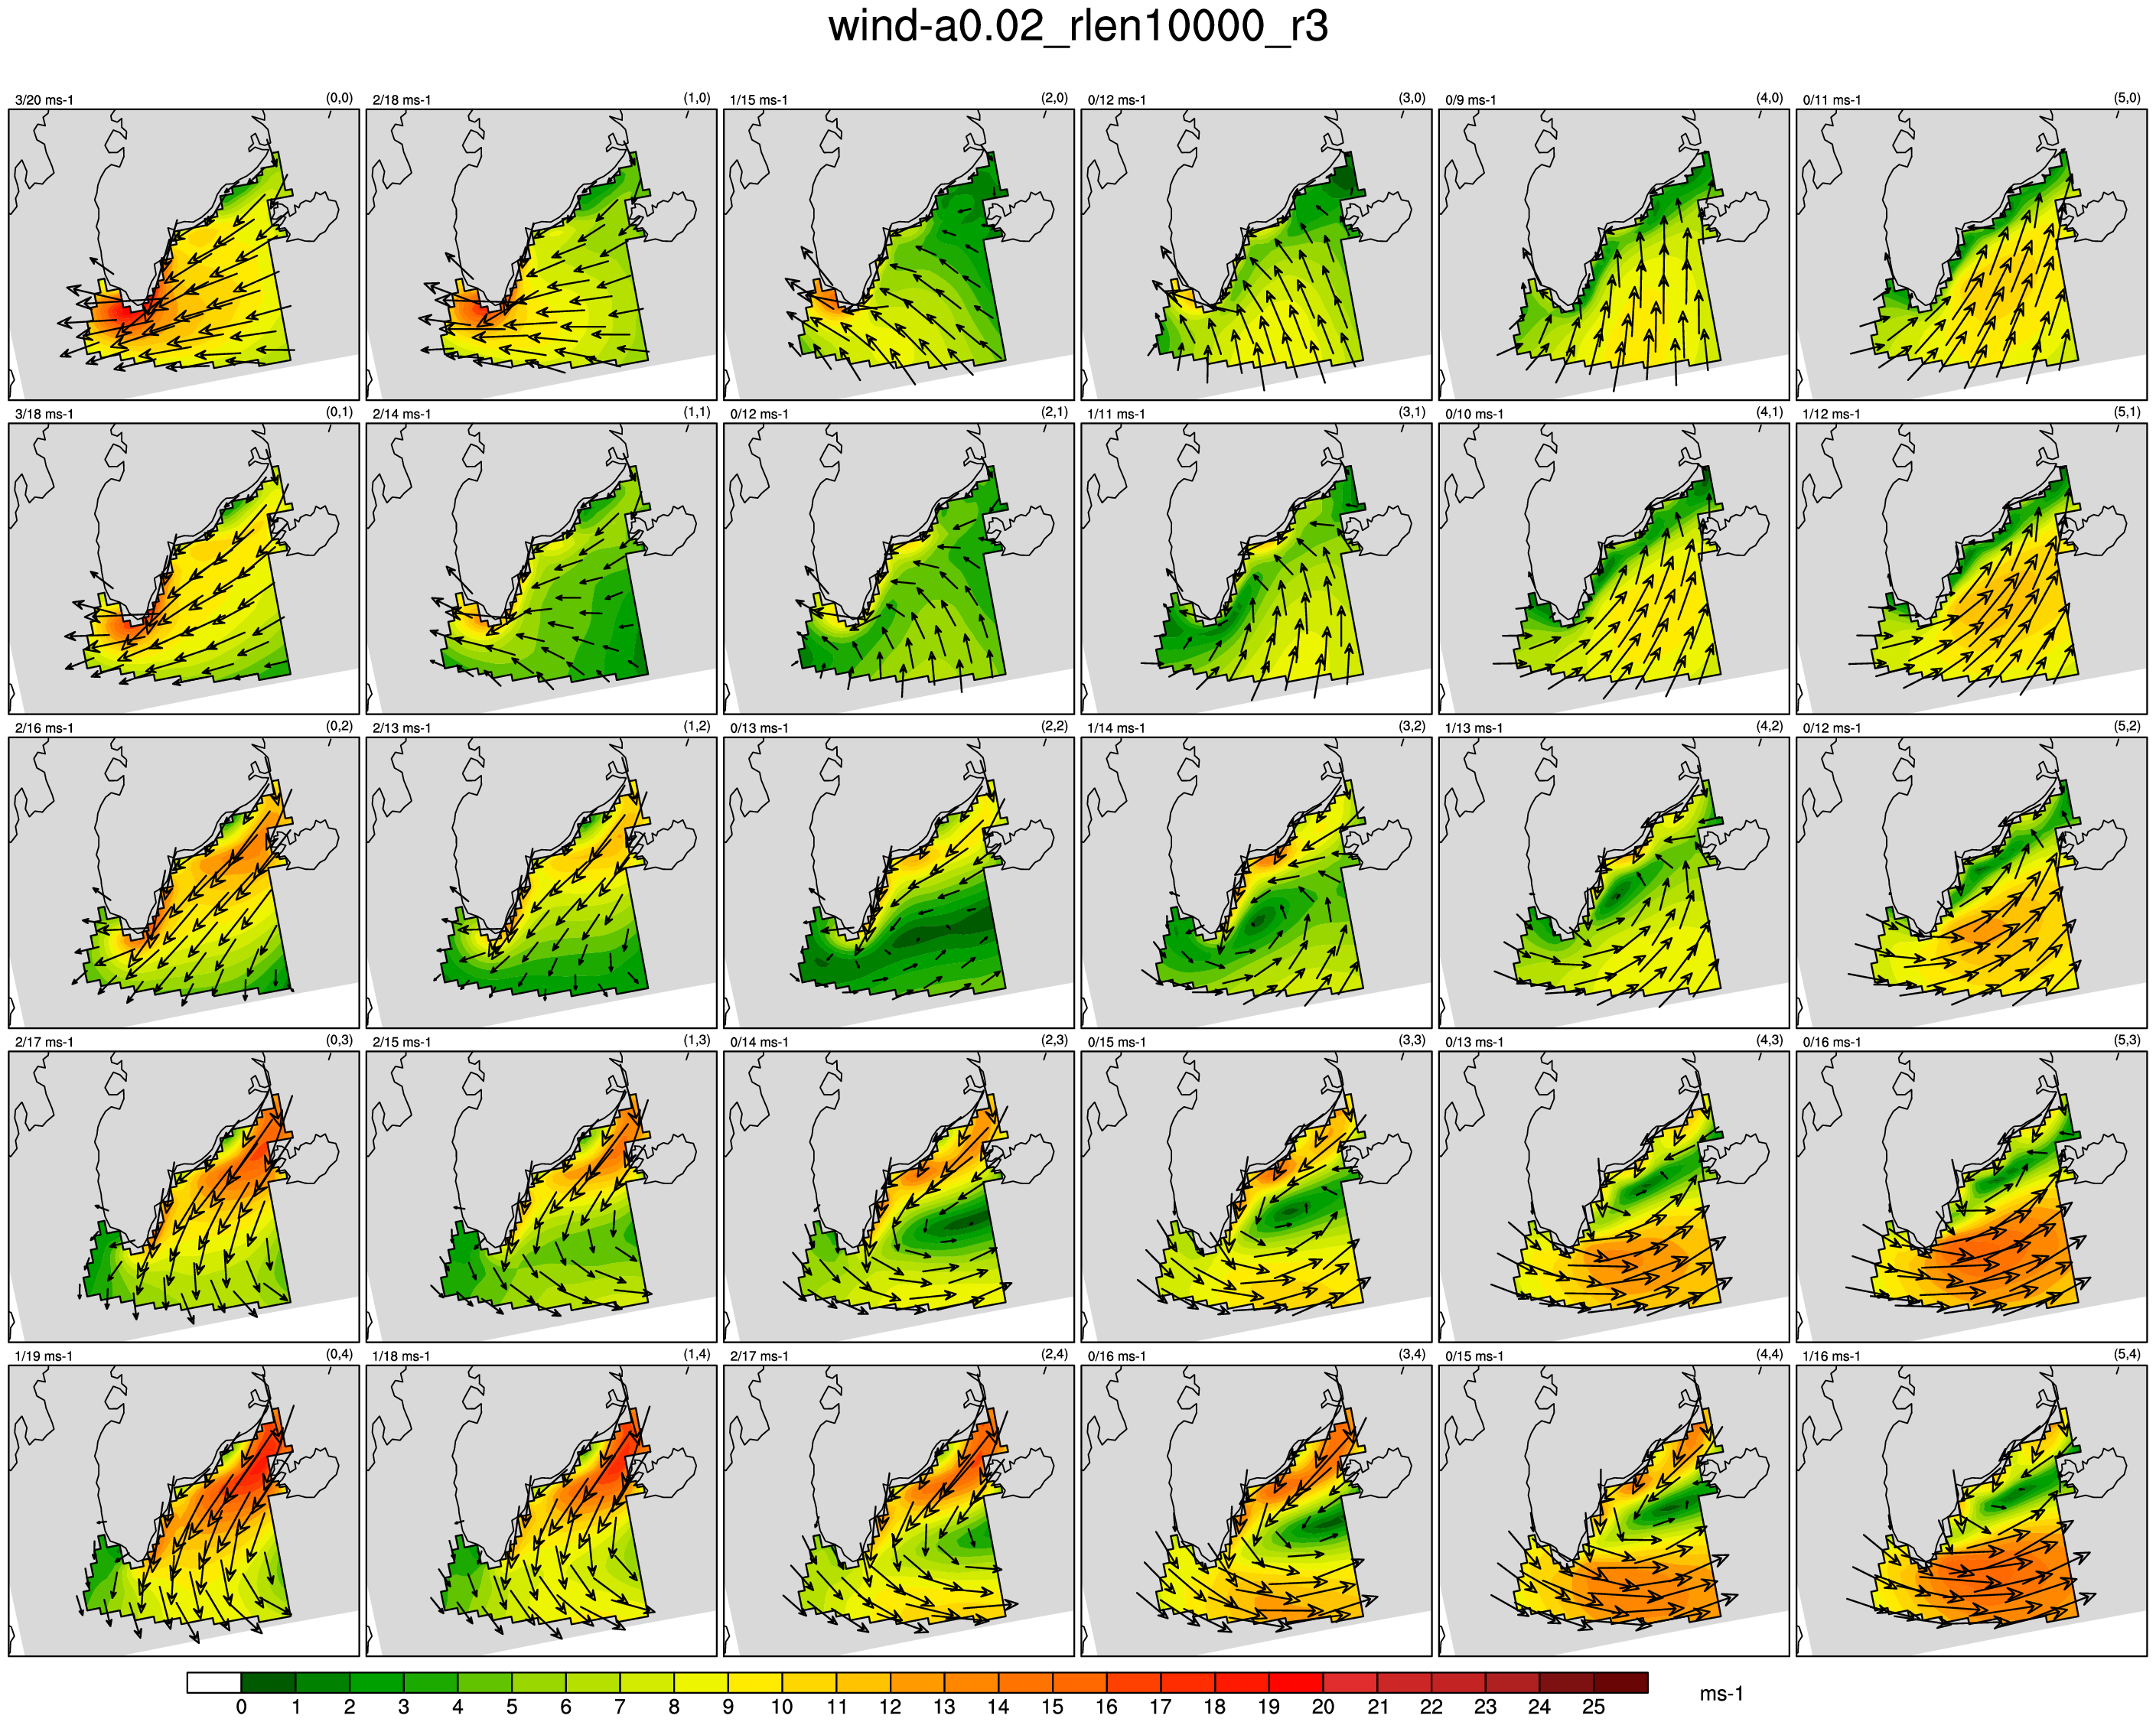 wind-a0.02_rlen10000_r3
3/20 ms-1 (0,0) 2/18 ms-1 (1,0) 1/15 ms-1 (2,0) 0/12 ms-1 (3,0) 0/9 ms-1 (4,0) 0/11 ms-1 (5,0)
3/18 ms-1 (0,1) 2/14 ms-1 (1,1) 0/12 ms-1 (2,1) 1/11 ms-1 (3,1) 0/10 ms-1 (4,1) 1/12 ms-1 (5,1)
2/16 ms-1 (0,2) 2/13 ms-1 (1,2) 0/13 ms-1 (2,2) 1/14 ms-1 (3,2) 1/13 ms-1 (4,2) 0/12 ms-1 (5,2)
2/17 ms-1 (0,3) 2/15 ms-1 (1,3) 0/14 ms-1 (2,3) 0/15 ms-1 (3,3) 0/13 ms-1 (4,3) 0/16 ms-1 (5,3)
1/19 ms-1 (0,4) 1/18 ms-1 (1,4) 2/17 ms-1 (2,4) 0/16 ms-1 (3,4) 0/15 ms-1 (4,4) 1/16 ms-1 (5,4)
0 1 2 3 4 5 6 7 8 9 10 11 12 13 14 15 16 17 18 19 20 21 22 23 24 25 ms-1